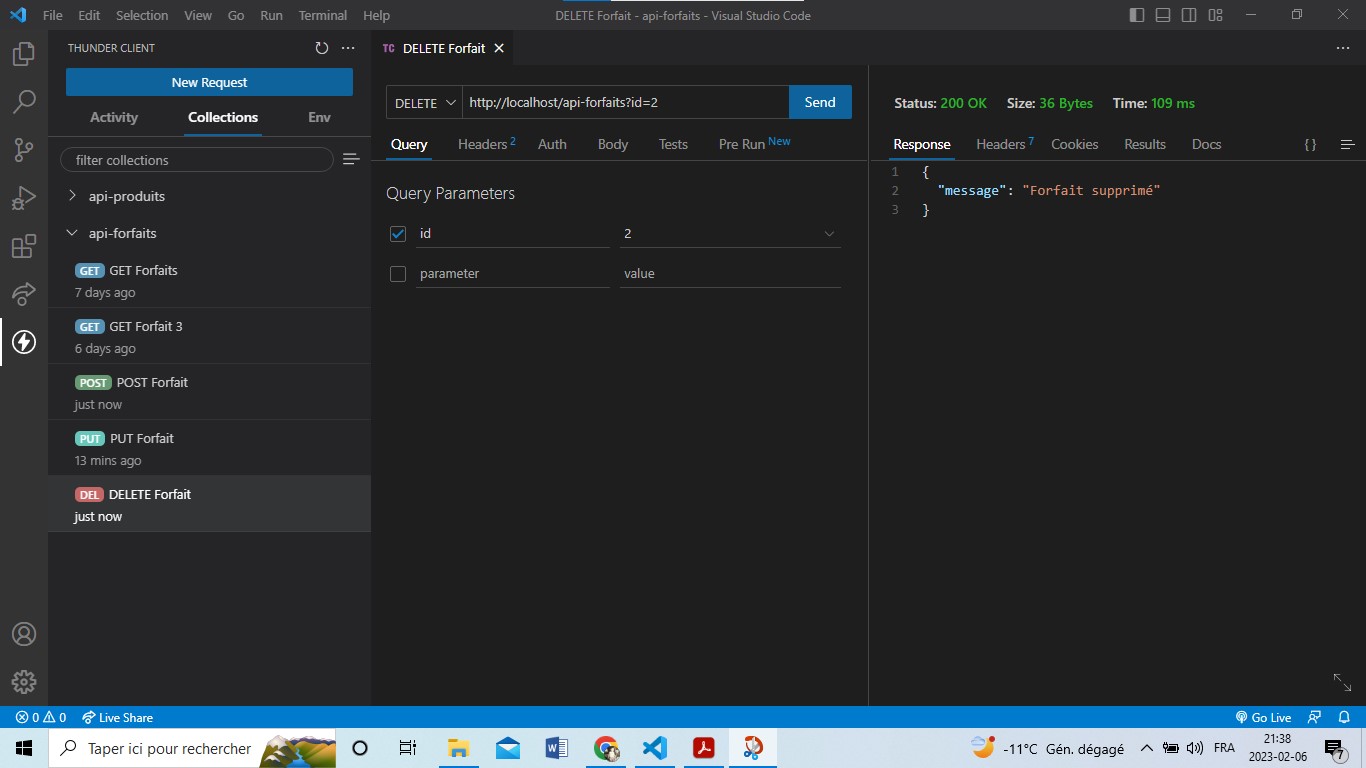 File Edit Selection View Go Run Terminal Help
DELETE Forfait - api-forfaits - Visual Studio Code
THUNDER CLIENT
New Request
Activity Collections Env
filter collections
api-produits
api-forfaits
GET GET Forfaits
7 days ago
GET GET Forfait 3
6 days ago
POST POST Forfait
just now
PUT PUT Forfait
13 mins ago
DEL DELETE Forfait
just now
TC DELETE Forfait
DELETE http://localhost/api-forfaits?id=2 Send
Query Headers 2 Auth Body Tests Pre Run New
Query Parameters
id 2
parameter value
Status: 200 OK Size: 36 Bytes Time: 109 ms
Response Headers 7 Cookies Results Docs { }
1 {
2 "message": "Forfait supprimé"
3 }
0 0 Live Share
Go Live
Taper ici pour rechercher
-11°C Gén. dégagé
FRA
21:38
2023-02-06
7